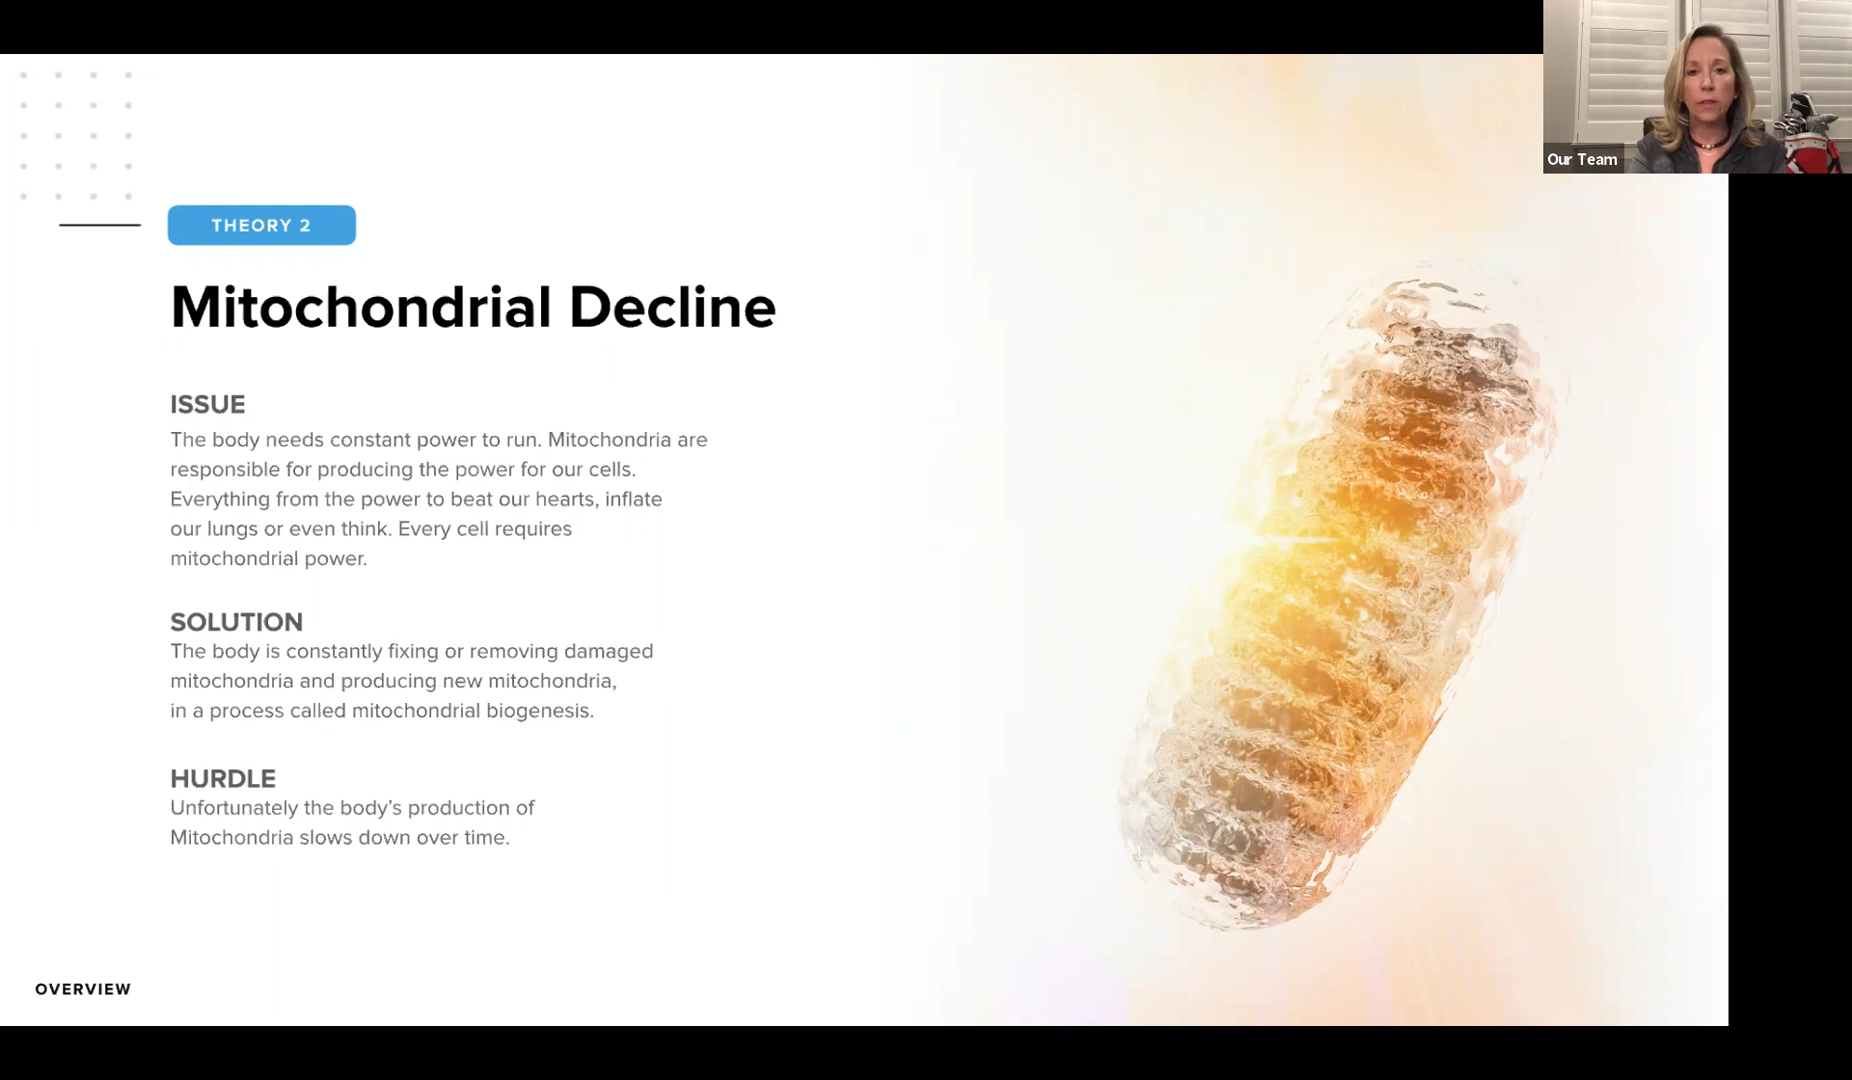 Our Team
THEORY 2
Mitochondrial Decline
ISSUE
The body needs constant power to run. Mitochondria are
responsible for producing the power for our cells.
Everything from the power to beat our hearts, inflate
our lungs or even think. Every cell requires
mitochondrial power.
SOLUTION
The body is constantly fixing or removing damaged
mitochondria and producing new mitochondria,
in a process called mitochondrial biogenesis.
HURDLE
Unfortunately the body’s production of
Mitochondria slows down over time.
OVERVIEW